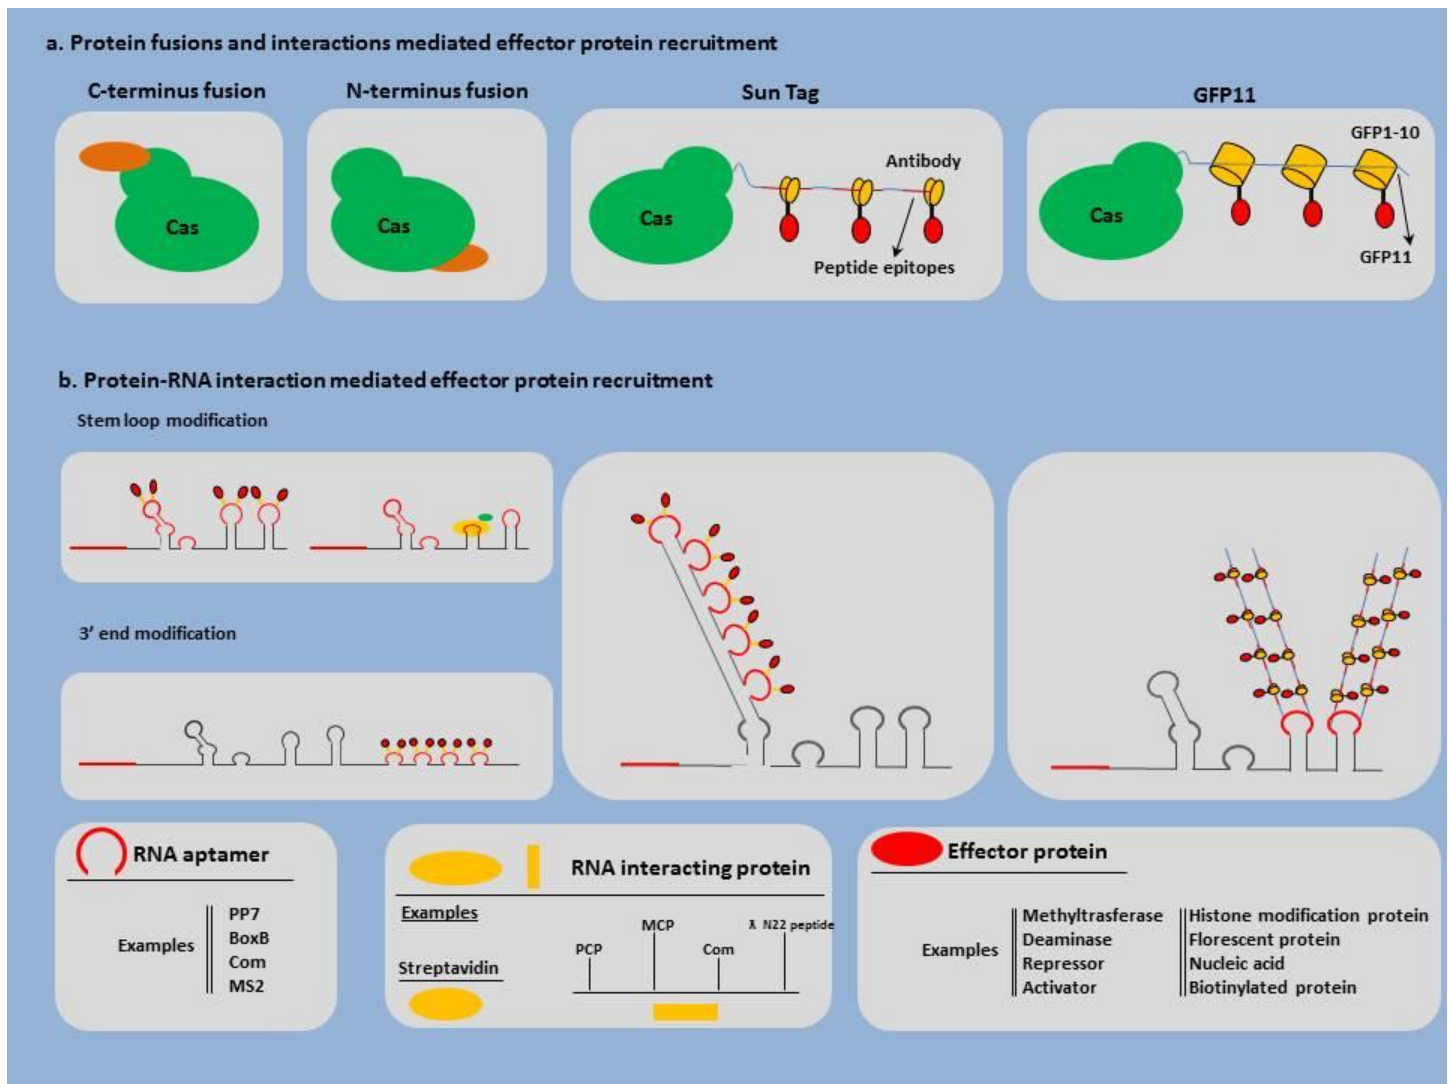 a. Protein fusions and interactions mediated effector protein recruitment
C-terminus fusion
N-terminus fusion
Sun Tag
GFP11
Cas
Cas
Cas
Antibody
Peptide epitopes
Cas
GFP1-10
GFP11
b. Protein-RNA interaction mediated effector protein recruitment
Stem loop modification
3' end modification
RNA aptamer
Examples
PP7
BoxB
Com
MS2
RNA interacting protein
Examples
Streptavidin
PCP
MCP
Com
λ N22 peptide
Effector protein
Examples
Methyltrasferase
Deaminase
Repressor
Activator
Histone modification protein
Florescent protein
Nucleic acid
Biotinylated protein